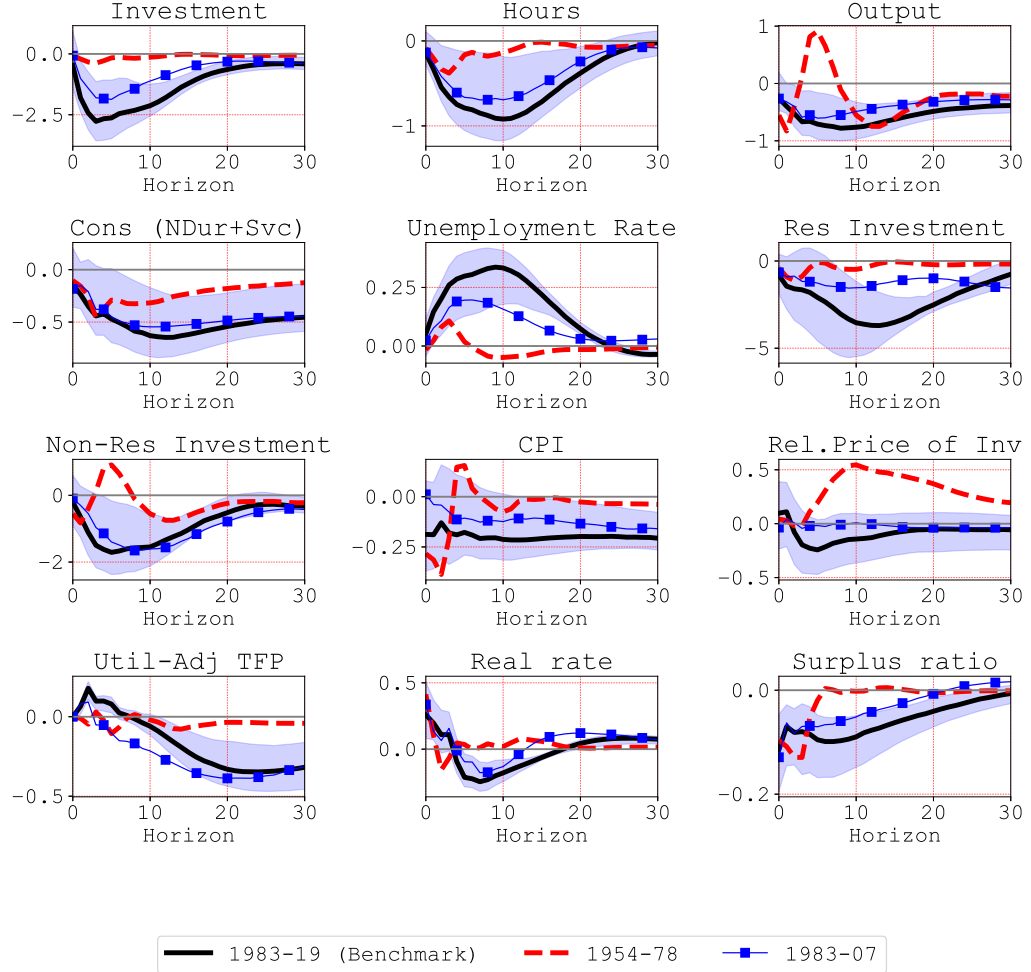 Investment Hours Output
0.0 0 1
0
−2.5 −1 −1
0 10 20 30 0 10 20 30 0 10 20 30
Horizon Horizon Horizon
Cons (NDur+Svc) Unemployment Rate Res Investment
0.0 0.25 0
−0.5 0.00 −5
0 10 20 30 0 10 20 30 0 10 20 30
Horizon Horizon Horizon
Non-Res Investment CPI Rel.Price of Inv
0 0.00 0.5
0.0
−2 −0.25 −0.5
0 10 20 30 0 10 20 30 0 10 20 30
Horizon Horizon Horizon
Util-Adj TFP Real rate Surplus ratio
0.0 0.5 0.0
−0.5 0.0 −0.2
0 10 20 30 0 10 20 30 0 10 20 30
Horizon Horizon Horizon
1983-19 (Benchmark) 1954-78 1983-07